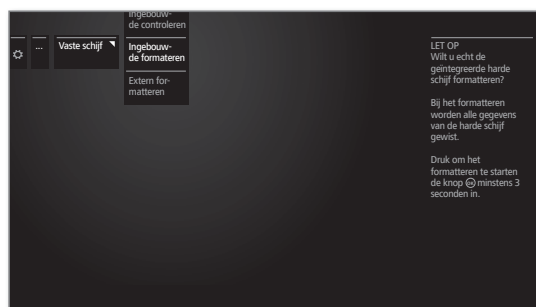 Ingebouw-
de controleren
...
Vaste schijf
Ingebouw-
de formateren
Extern for-
matteren
LET OP
Wilt u echt de
geïntegreerde harde
schijf formatteren?
Bij het formatteren
worden alle gegevens
van de harde schijf
gewist.
Druk om het
formatteren te starten
de knop OK minstens 3
seconden in.